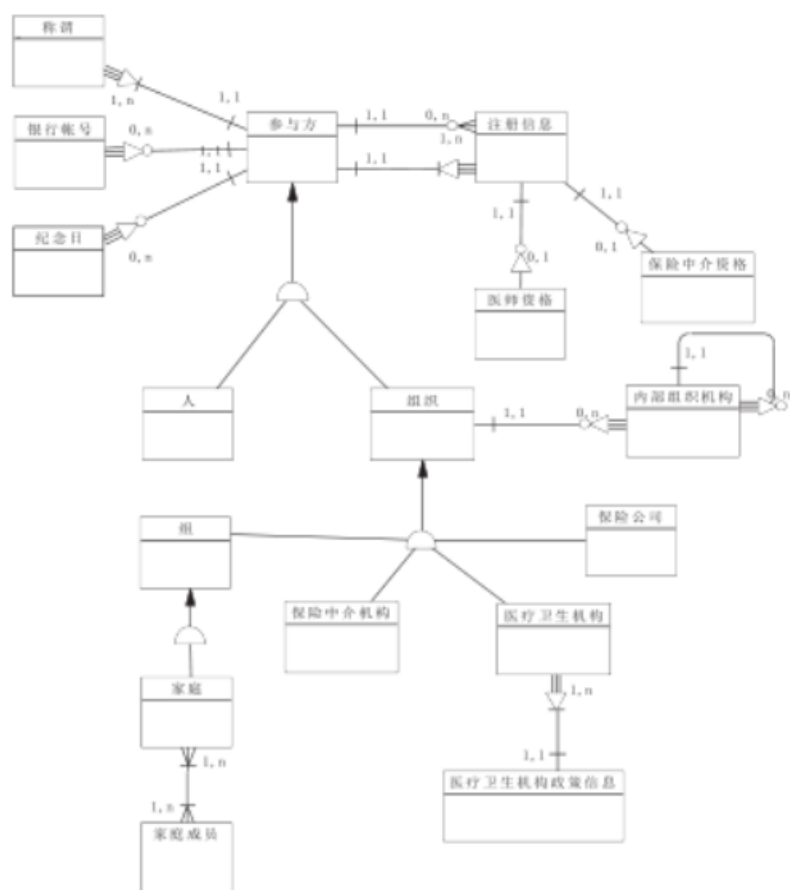 称谓
1,n
1,1
银行帐号
0,n
1,1
1,1
纪念日
0,n
参与方
1,1
0,n
1,n
1,1
注册信息
1,1
0,1
医师资格
1,1
0,1
保险中介资格
人
组织
1,1
0,n
1,1
0,n
内部组织机构
组
保险公司
保险中介机构
医疗卫生机构
家庭
1,n
1,n
家庭成员
1,n
1,1
医疗卫生机构政策信息